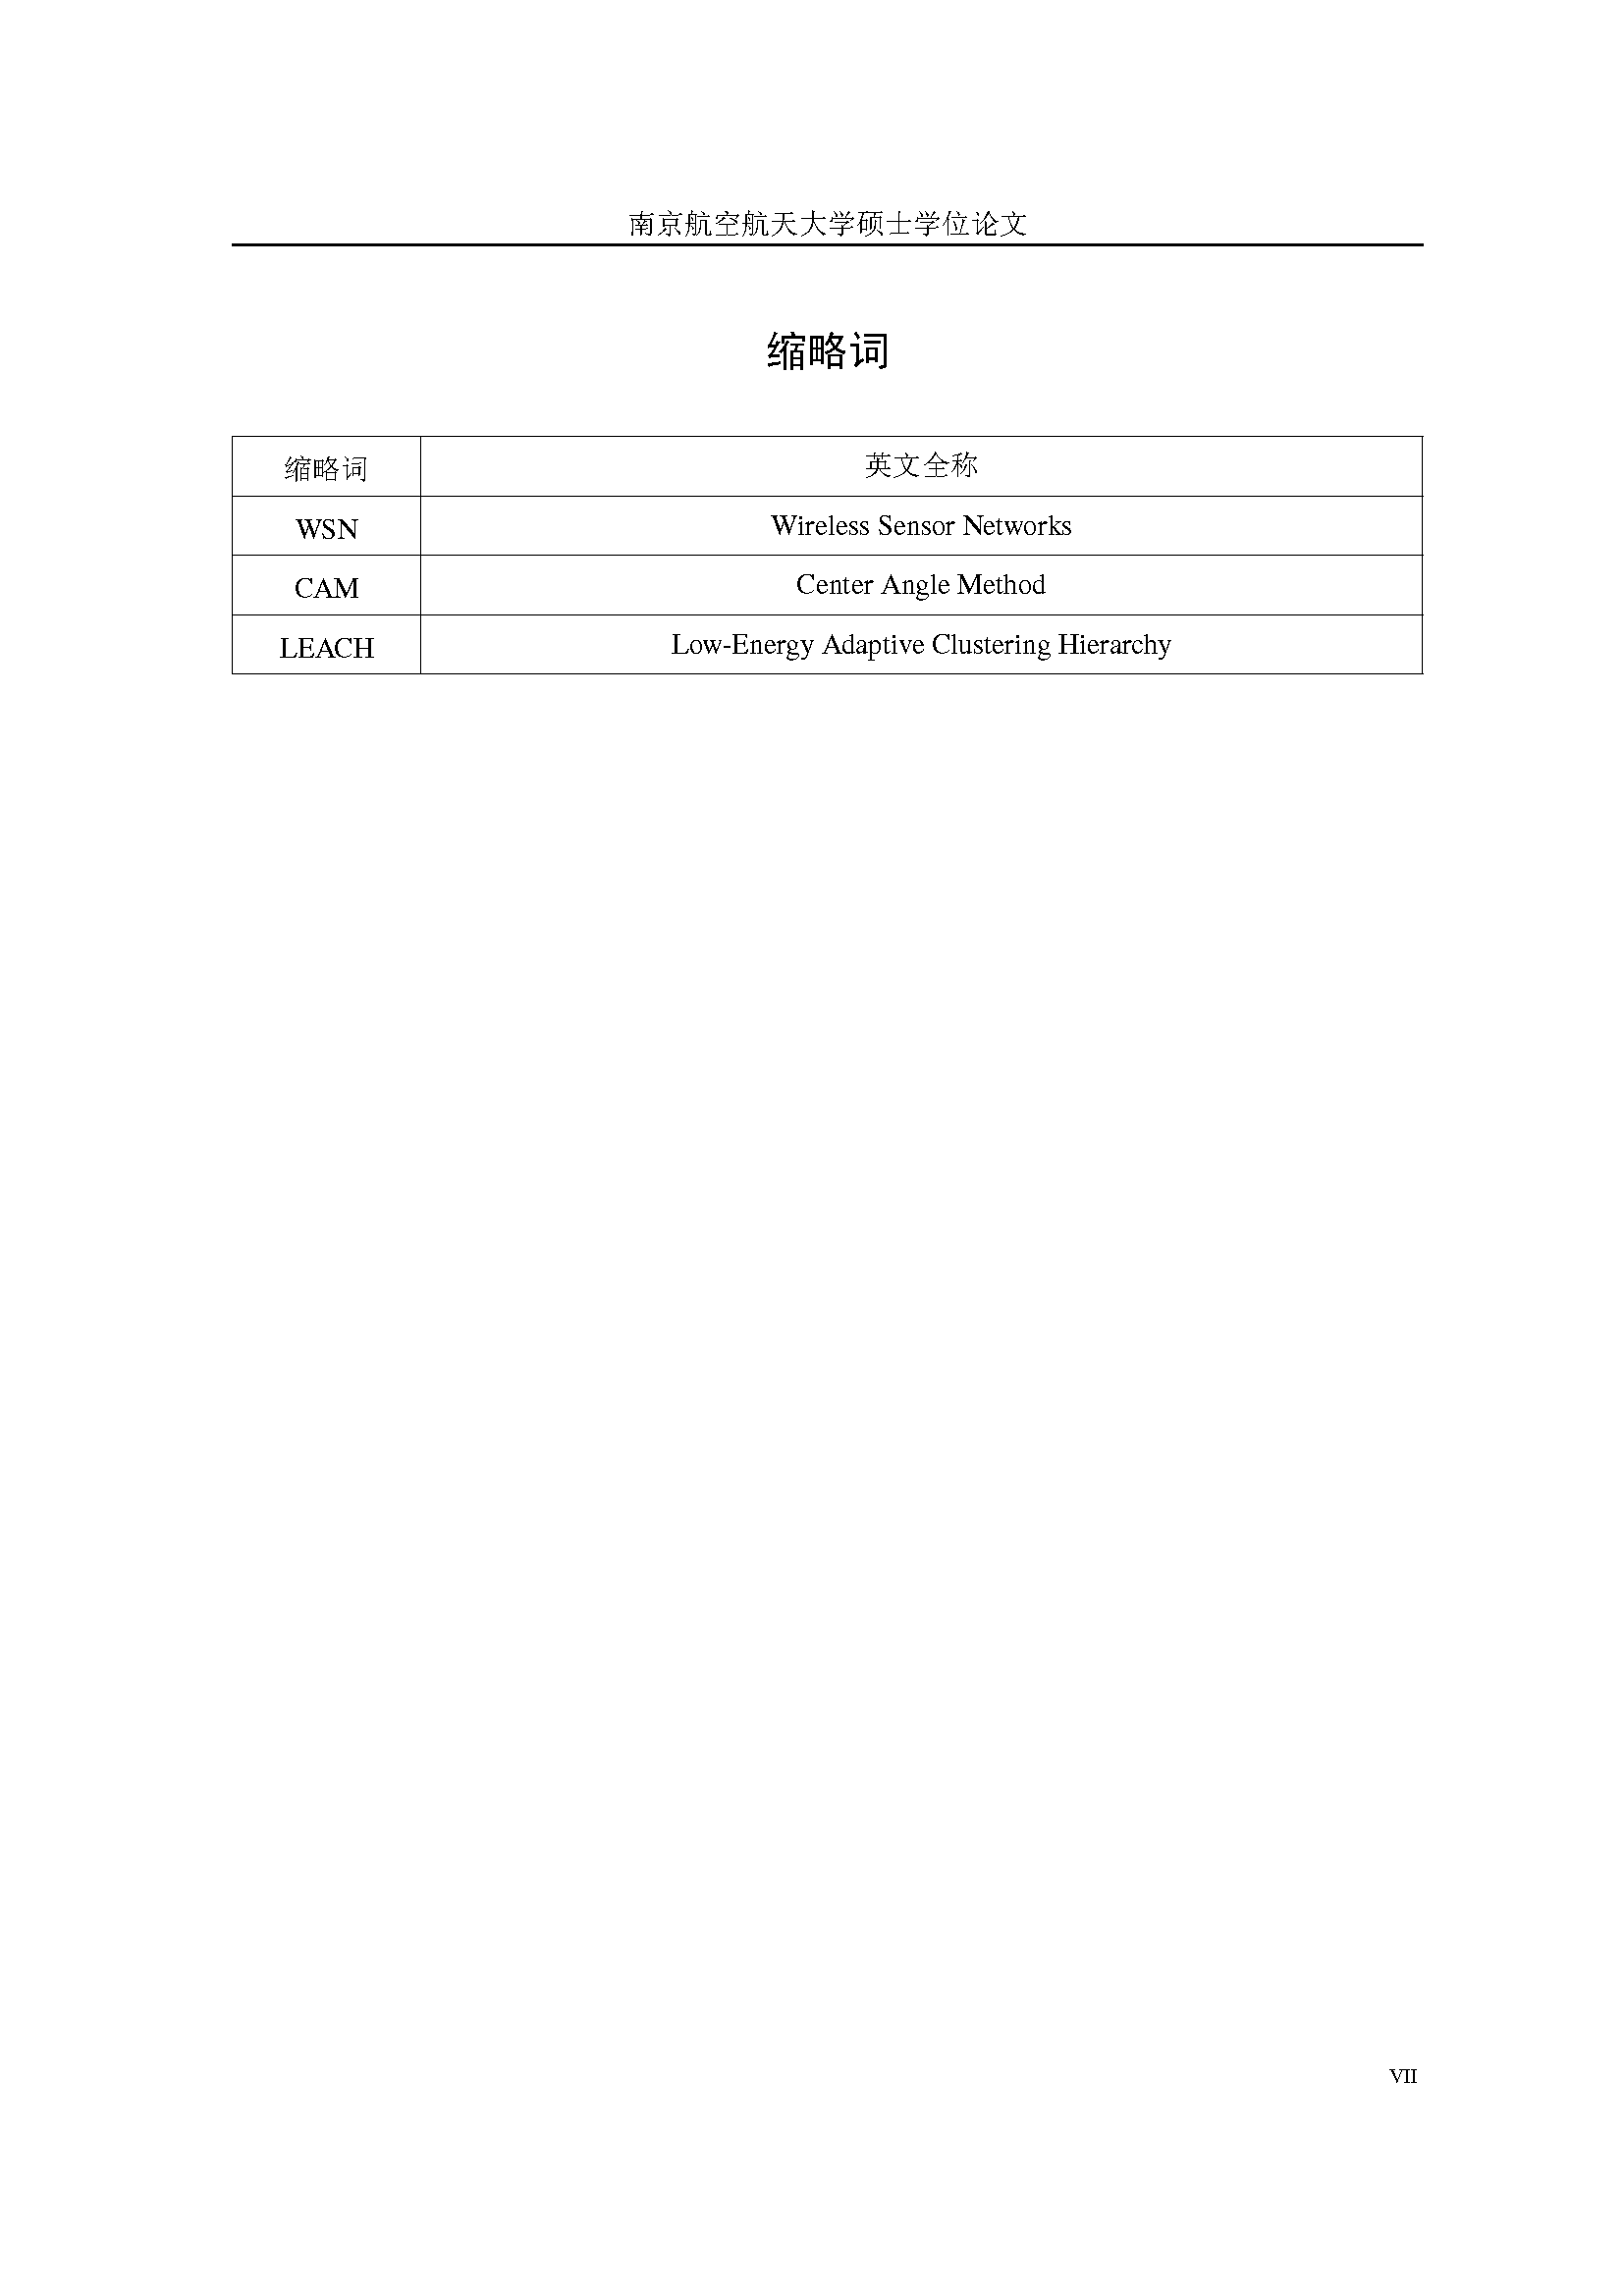 南京航空航天大学硕士学位论文
缩略词
缩略词 英文全称
WSN Wireless Sensor Networks
CAM Center Angle Method
LEACH Low-Energy Adaptive Clustering Hierarchy
VII